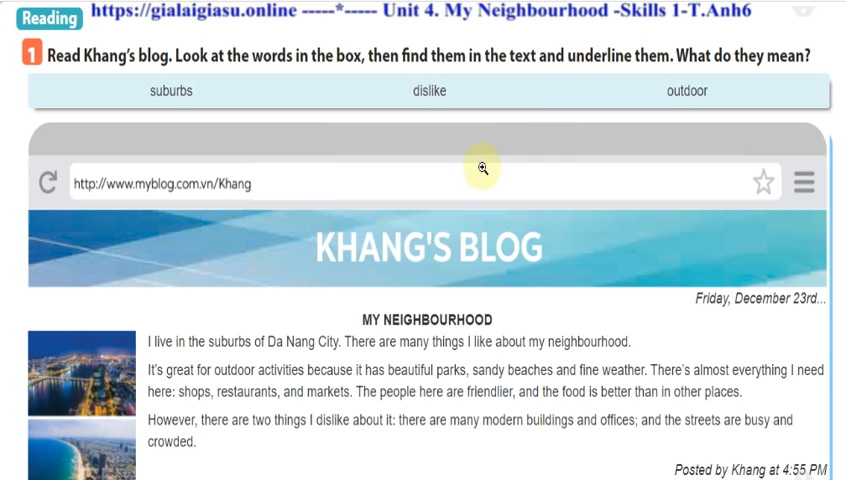 https://gialaigiasu.online -----*----- Unit 4. My Neighbourhood -Skills 1-T.Anh6
Reading
1 Read Khang's blog. Look at the words in the box, then find them in the text and underline them. What do they mean?
suburbs dislike outdoor
http://www.myblog.com.vn/Khang
KHANG'S BLOG
Friday, December 23rd...
MY NEIGHBOURHOOD
I live in the suburbs of Da Nang City. There are many things I like about my neighbourhood.
It's great for outdoor activities because it has beautiful parks, sandy beaches and fine weather. There's almost everything I need
here: shops, restaurants, and markets. The people here are friendlier, and the food is better than in other places.
However, there are two things I dislike about it: there are many modern buildings and offices; and the streets are busy and
crowded.
Posted by Khang at 4:55 PM